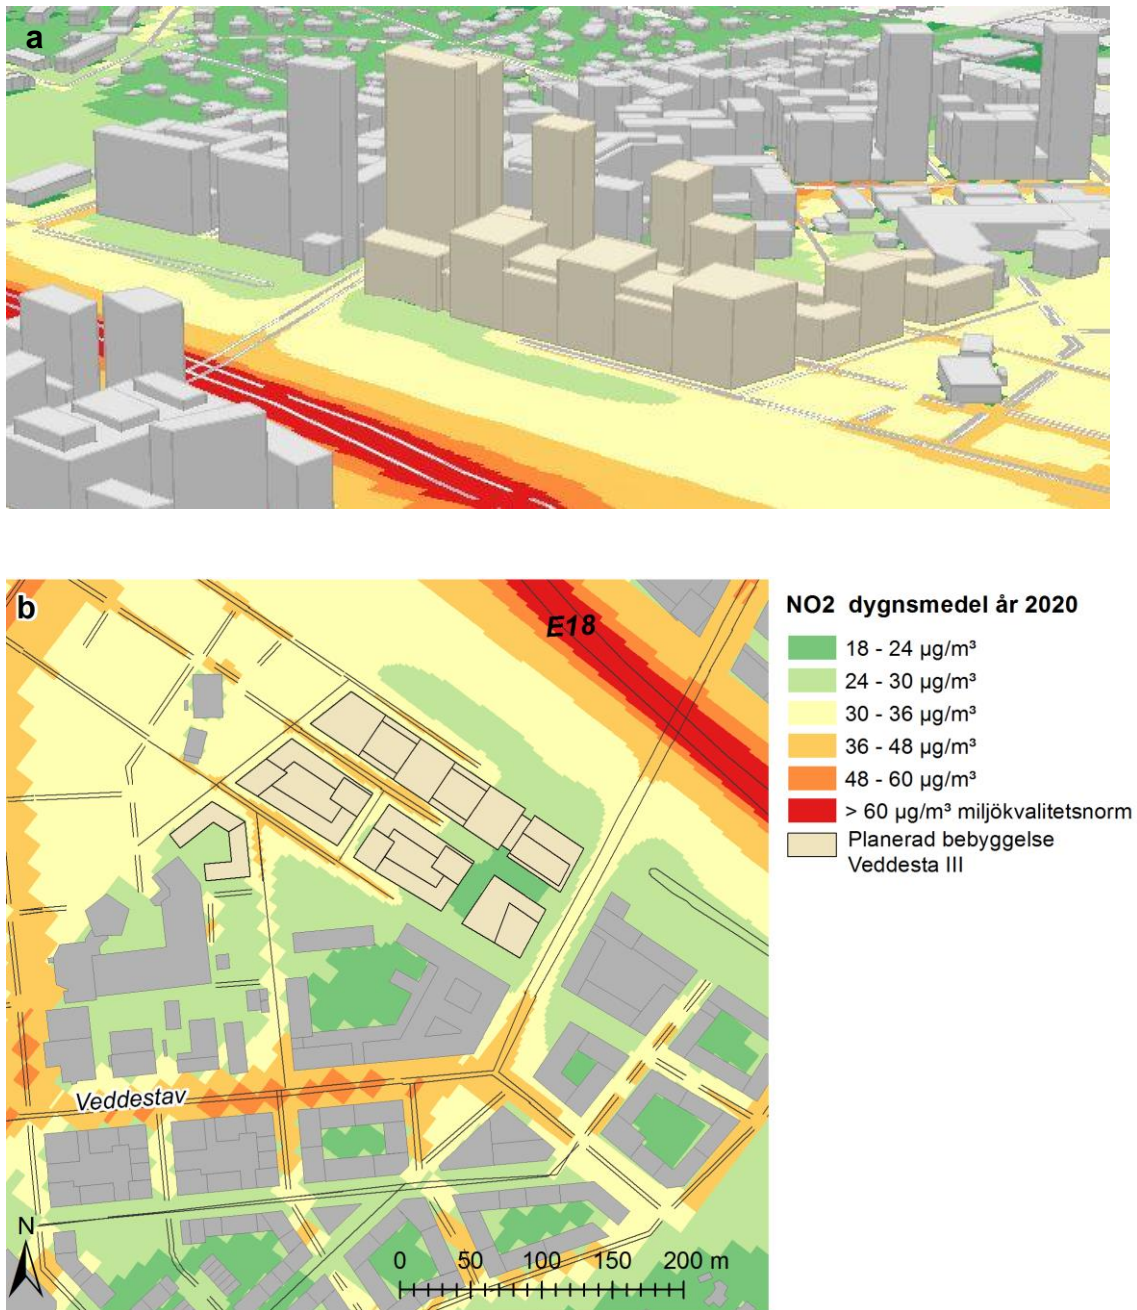 a
b
E18
NO2 dygnsmedel år 2020
18 - 24 µg/m³
24 - 30 µg/m³
30 - 36 µg/m³
36 - 48 µg/m³
48 - 60 µg/m³
> 60 µg/m³ miljökvalitetsnorm
Planerad bebyggelse
Veddesta III
Veddestav
N
0 50 100 150 200 m